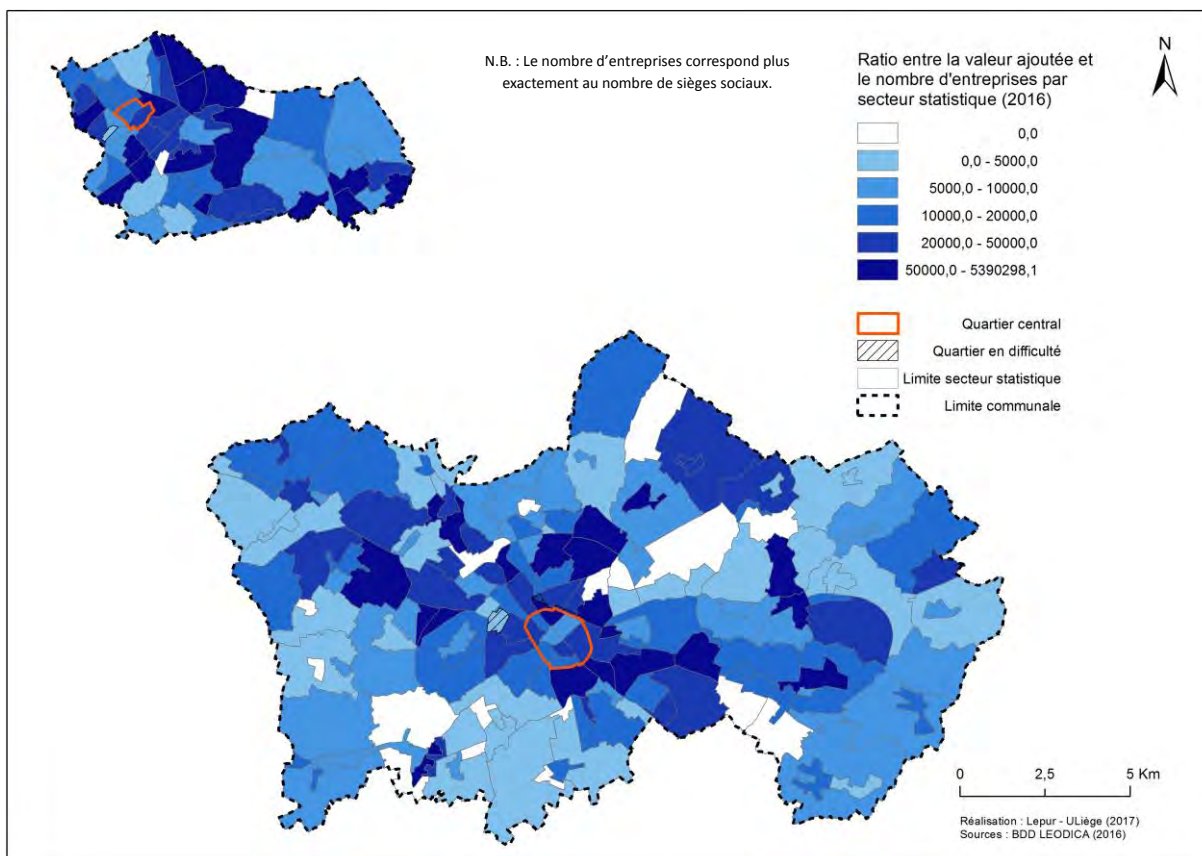 N.B. : Le nombre d'entreprises correspond plus
exactement au nombre de sièges sociaux.
Ratio entre la valeur ajoutée et
le nombre d'entreprises par
secteur statistique (2016)
N
0,0
0,0 - 5000,0
5000,0 - 10000,0
10000,0 - 20000,0
20000,0 - 50000,0
50000,0 - 5390298,1
Quartier central
Quartier en difficulté
Limite secteur statistique
Limite communale
0 2,5 5 Km
Réalisation : Lepur - ULiège (2017)
Sources : BDD LEODICA (2016)